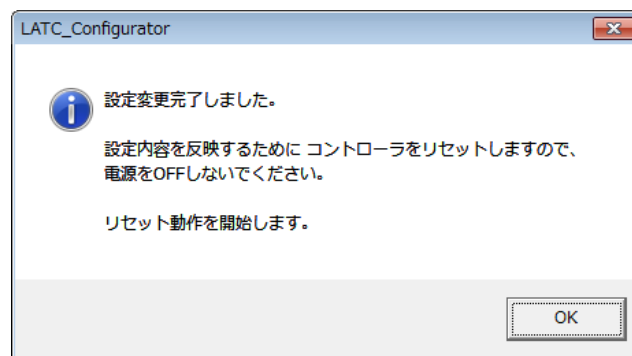 LATC_Configurator
設定変更完了しました。
設定内容を反映するために コントローラをリセットしますので、
電源をOFFしないでください。
リセット動作を開始します。
OK